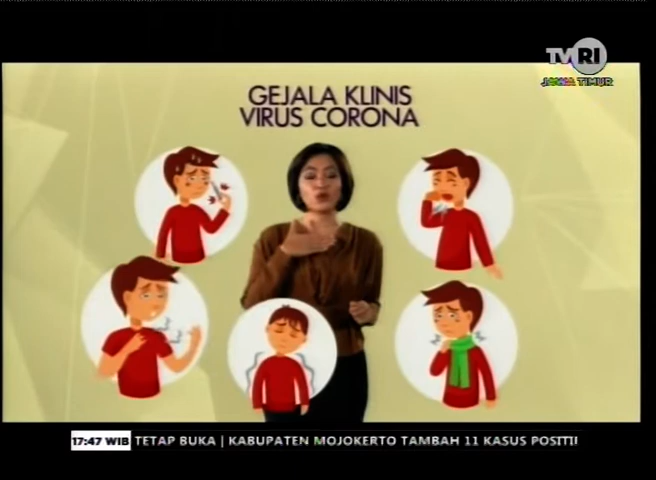 TVRI
JAWA TIMUR
GEJALA KLINIS
VIRUS CORONA
17:47 WIB TETAP BUKA | KABUPATEN MOJOKERTO TAMBAH 11 KASUS POSITI